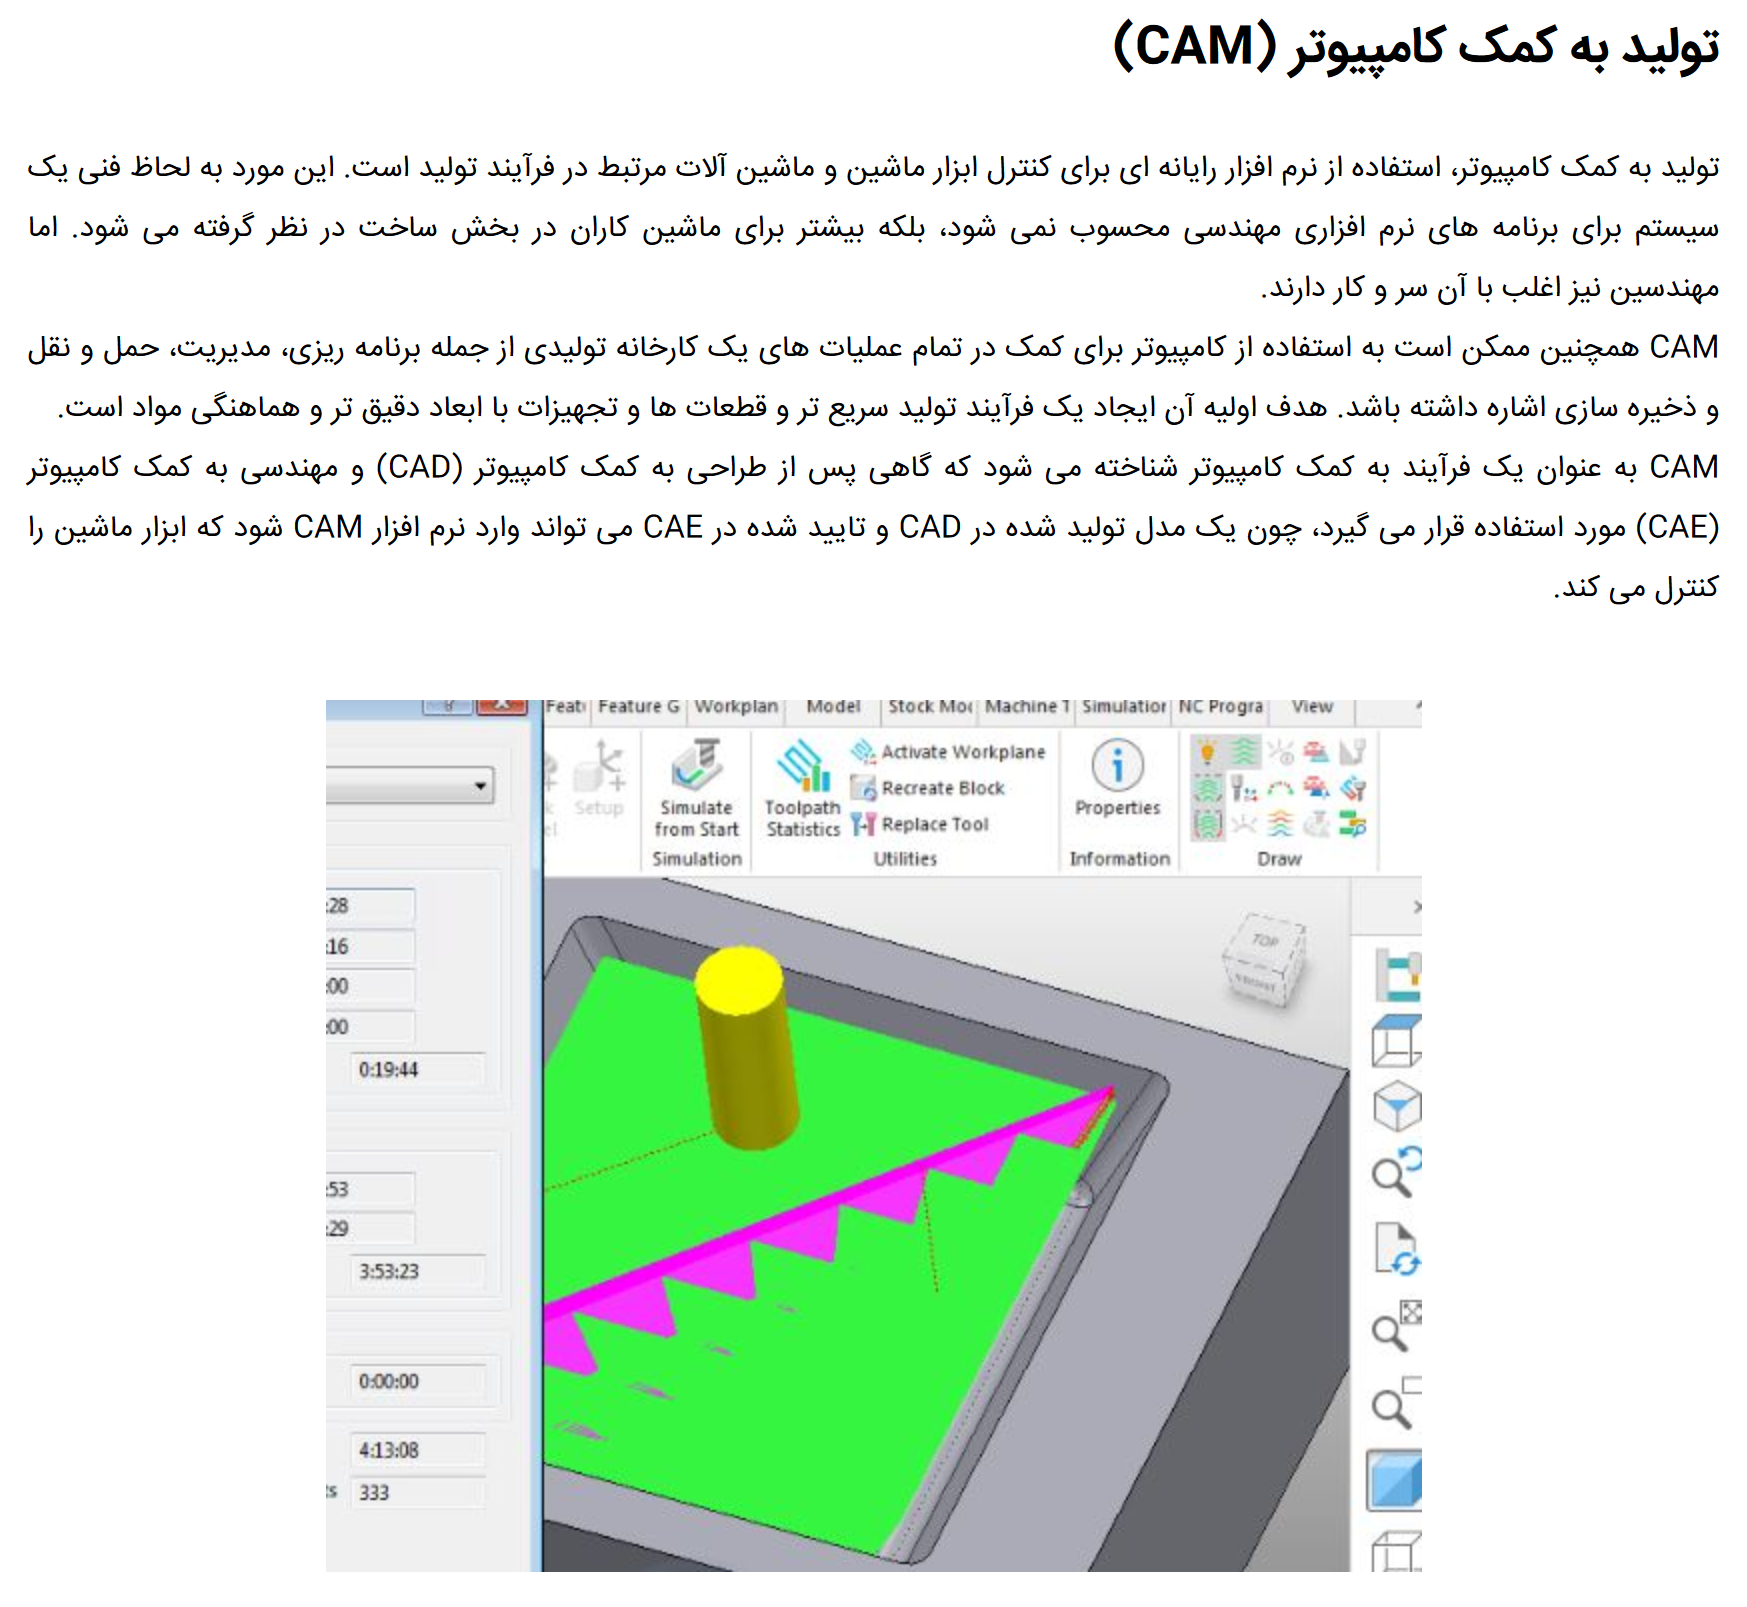 تولید به کمک کامپیوتر (CAM)
تولید به کمک کامپیوتر، استفاده از نرم افزار رایانه ای برای کنترل ابزار ماشین و ماشین آلات مرتبط در فرآیند تولید است. این مورد به لحاظ فنی یک
سیستم برای برنامه های نرم افزاری مهندسی محسوب نمی شود، بلکه بیشتر برای ماشین کاران در بخش ساخت در نظر گرفته می شود. اما
مهندسین نیز اغلب با آن سر و کار دارند.
CAM همچنین ممکن است به استفاده از کامپیوتر برای کمک در تمام عملیات های یک کارخانه تولیدی از جمله برنامه ریزی، مدیریت، حمل و نقل
و ذخیره سازی اشاره داشته باشد. هدف اولیه آن ایجاد یک فرآیند تولید سریع تر و قطعات ها و تجهیزات با ابعاد دقیق تر و هماهنگی مواد است.
CAM به عنوان یک فرآیند به کمک کامپیوتر شناخته می شود که گاهی پس از طراحی به کمک کامپیوتر (CAD) و مهندسی به کمک کامپیوتر
(CAE) مورد استفاده قرار می گیرد، چون یک مدل تولید شده در CAD و تایید شده در CAE می تواند وارد نرم افزار CAM شود که ابزار ماشین را
کنترل می کند.
Feature G Workplan Model Stock Mo Machine T Simulation NC Progra View
Activate Workplane
Recreate Block
Setup Simulate Toolpath Properties
from Start Statistics Replace Tool
Simulation Utilities Information Draw
:28
:16
:00
:00
0:19:44
:53
:29
3:53:23
0:00:00
4:13:08
333
TOP
FRONT